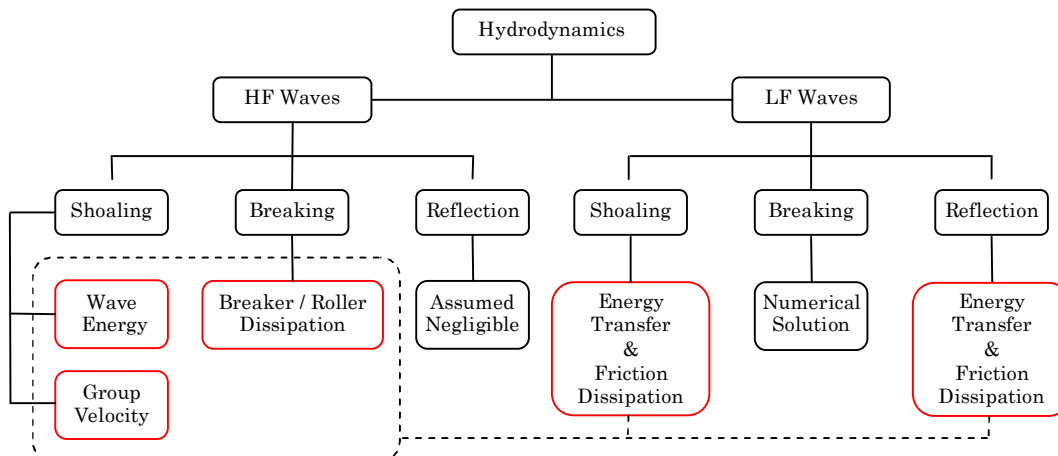 Hydrodynamics
HF Waves
LF Waves
Shoaling
Breaking
Reflection
Shoaling
Breaking
Reflection
Wave
Energy
Breaker / Roller
Dissipation
Assumed
Negligible
Energy
Transfer
&
Friction
Dissipation
Numerical
Solution
Energy
Transfer
&
Friction
Dissipation
Group
Velocity